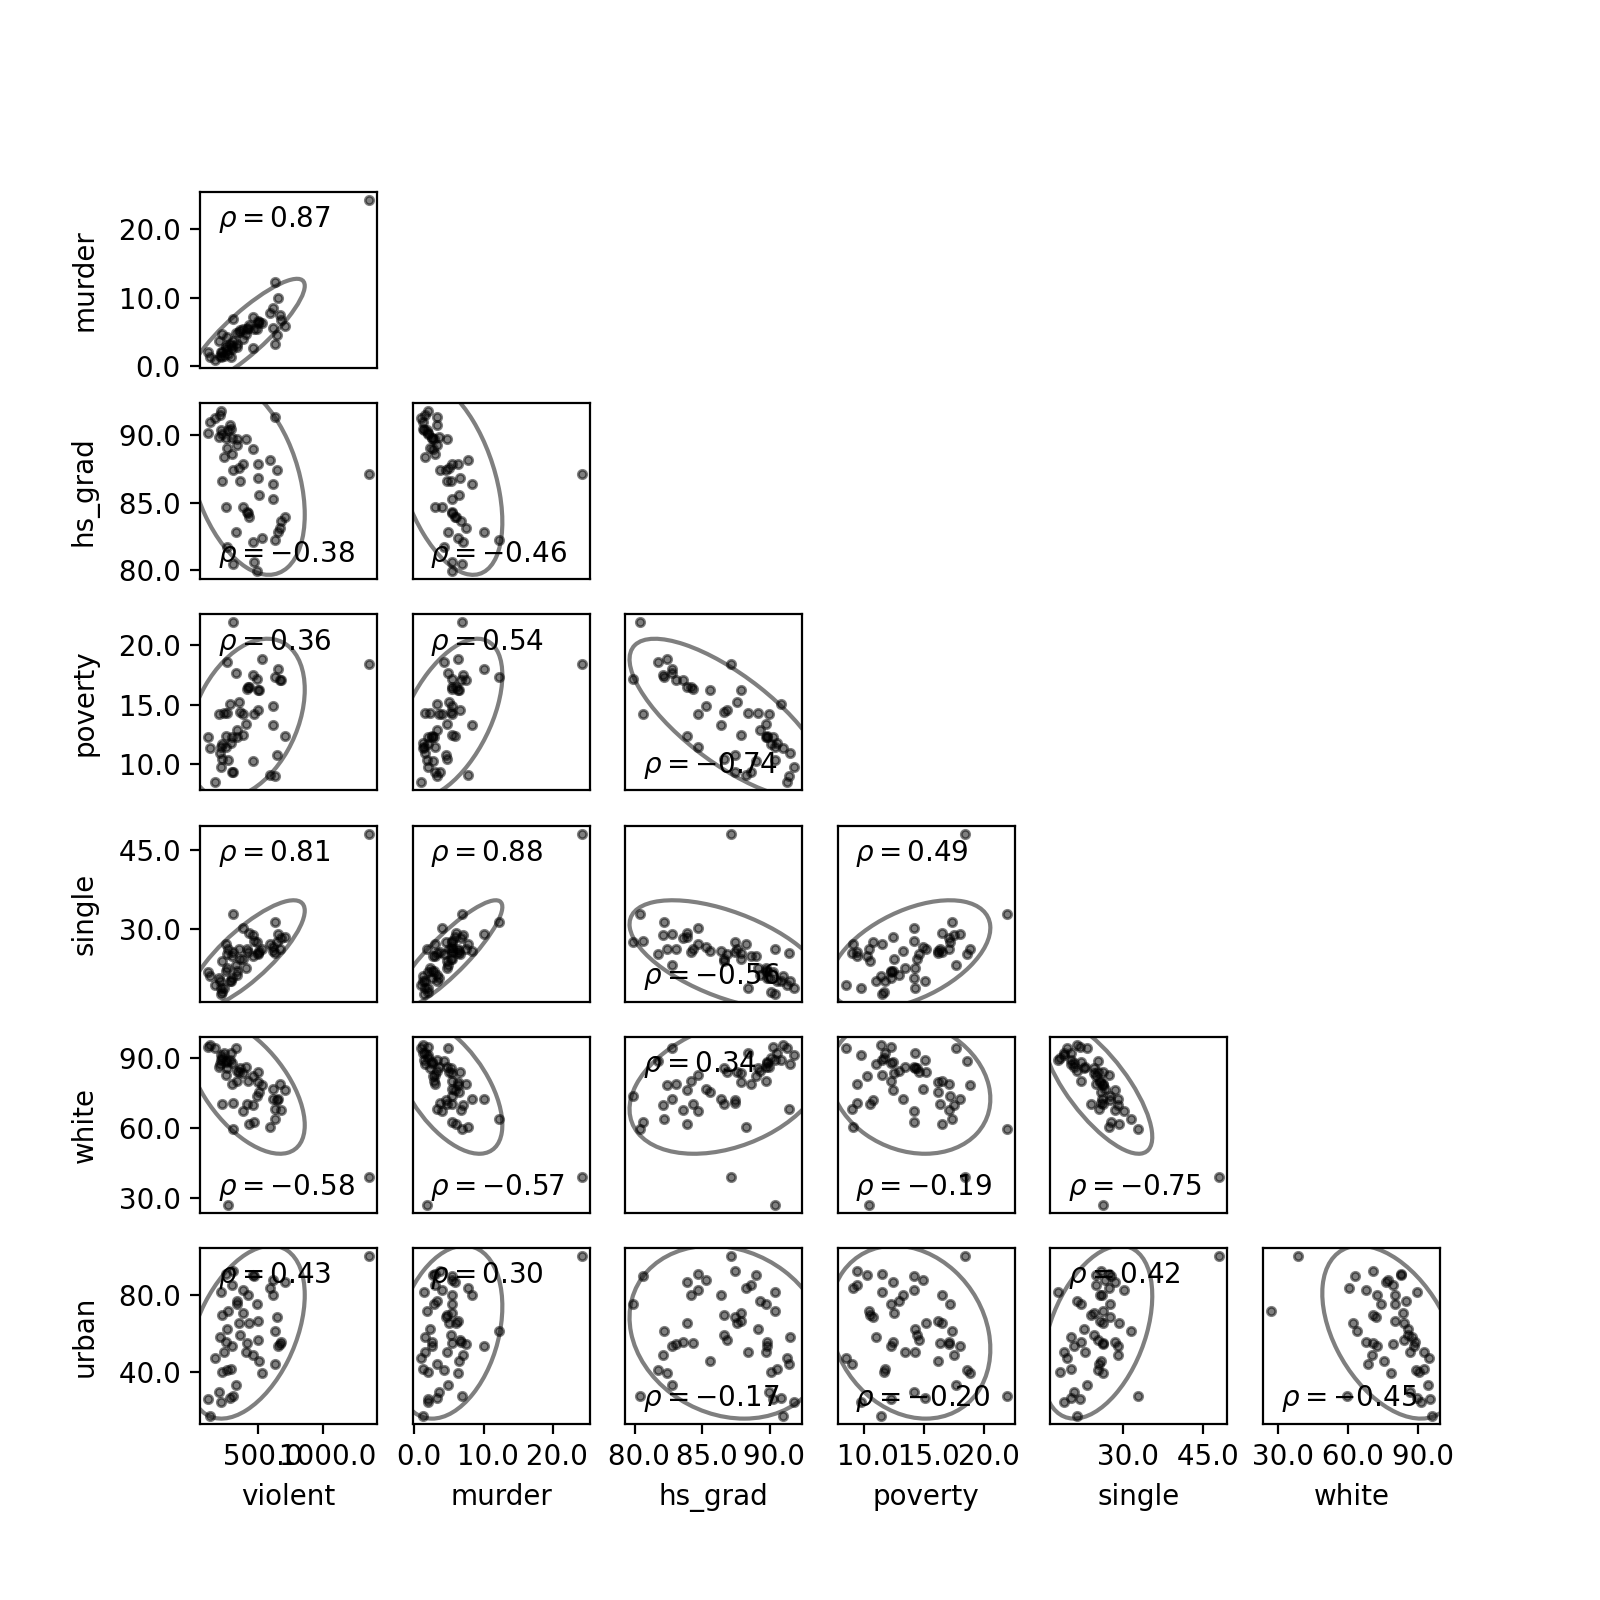 murder
20.0
10.0
0.0
ρ = 0.87
hs_grad
90.0
85.0
80.0
ρ = −0.38
ρ = −0.46
poverty
20.0
15.0
10.0
ρ = 0.36
ρ = 0.54
ρ = −0.74
single
45.0
30.0
ρ = 0.81
ρ = 0.88
ρ = −0.56
ρ = 0.49
white
90.0
60.0
30.0
ρ = −0.58
ρ = −0.57
ρ = 0.34
ρ = −0.19
ρ = −0.75
urban
80.0
40.0
ρ = 0.43
ρ = 0.30
ρ = −0.17
ρ = −0.20
ρ = 0.42
ρ = −0.45
500.0 1000.0 0.0 10.0 20.0 80.0 85.0 90.0 10.0 15.0 20.0 30.0 45.0 30.0 60.0 90.0
violent murder hs_grad poverty single white